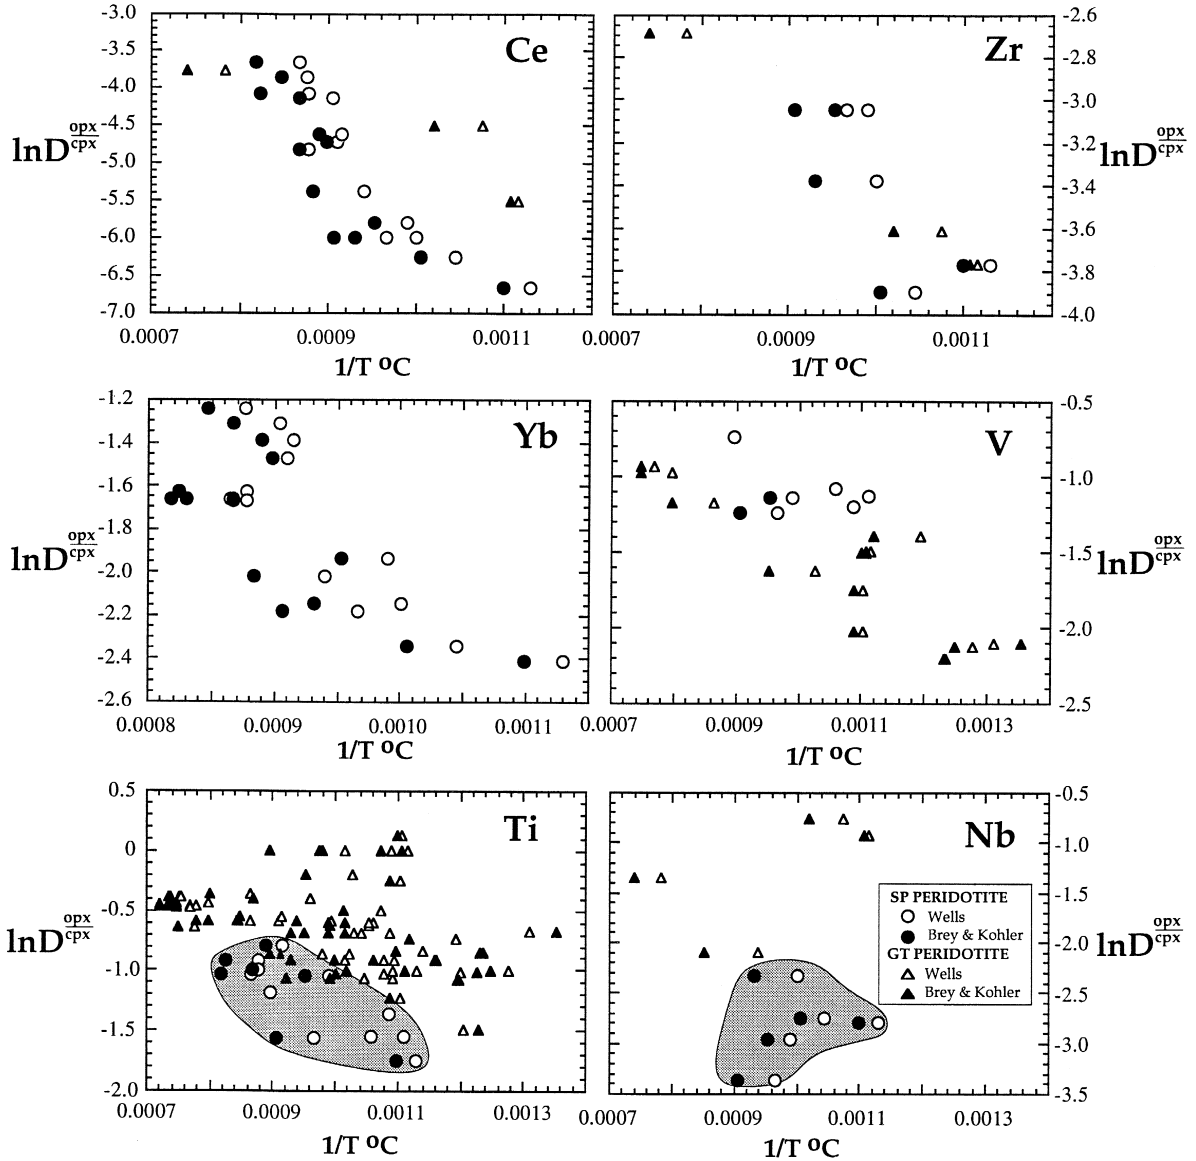 Ce
-3.0
-3.5
-4.0
-4.5
-5.0
-5.5
-6.0
-6.5
-7.0
lnD opx/cpx
0.0007
0.0009
0.0011
1/T ºC
Zr
-2.6
-2.8
-3.0
-3.2
-3.4
-3.6
-3.8
-4.0
lnD opx/cpx
0.0007
0.0009
0.0011
1/T ºC
Yb
-1.2
-1.4
-1.6
-1.8
-2.0
-2.2
-2.4
-2.6
lnD opx/cpx
0.0008
0.0009
0.0010
0.0011
1/T ºC
V
-0.5
-1.0
-1.5
-2.0
-2.5
lnD opx/cpx
0.0007
0.0009
0.0011
0.0013
1/T ºC
Ti
0.5
0
-0.5
-1.0
-1.5
-2.0
lnD opx/cpx
0.0007
0.0009
0.0011
0.0013
1/T ºC
Nb
-0.5
-1.0
-1.5
-2.0
-2.5
-3.0
-3.5
lnD opx/cpx
SP PERIDOTITE
Wells
Brey & Kohler
GT PERIDOTITE
Wells
Brey & Kohler
0.0007
0.0009
0.0011
0.0013
1/T ºC